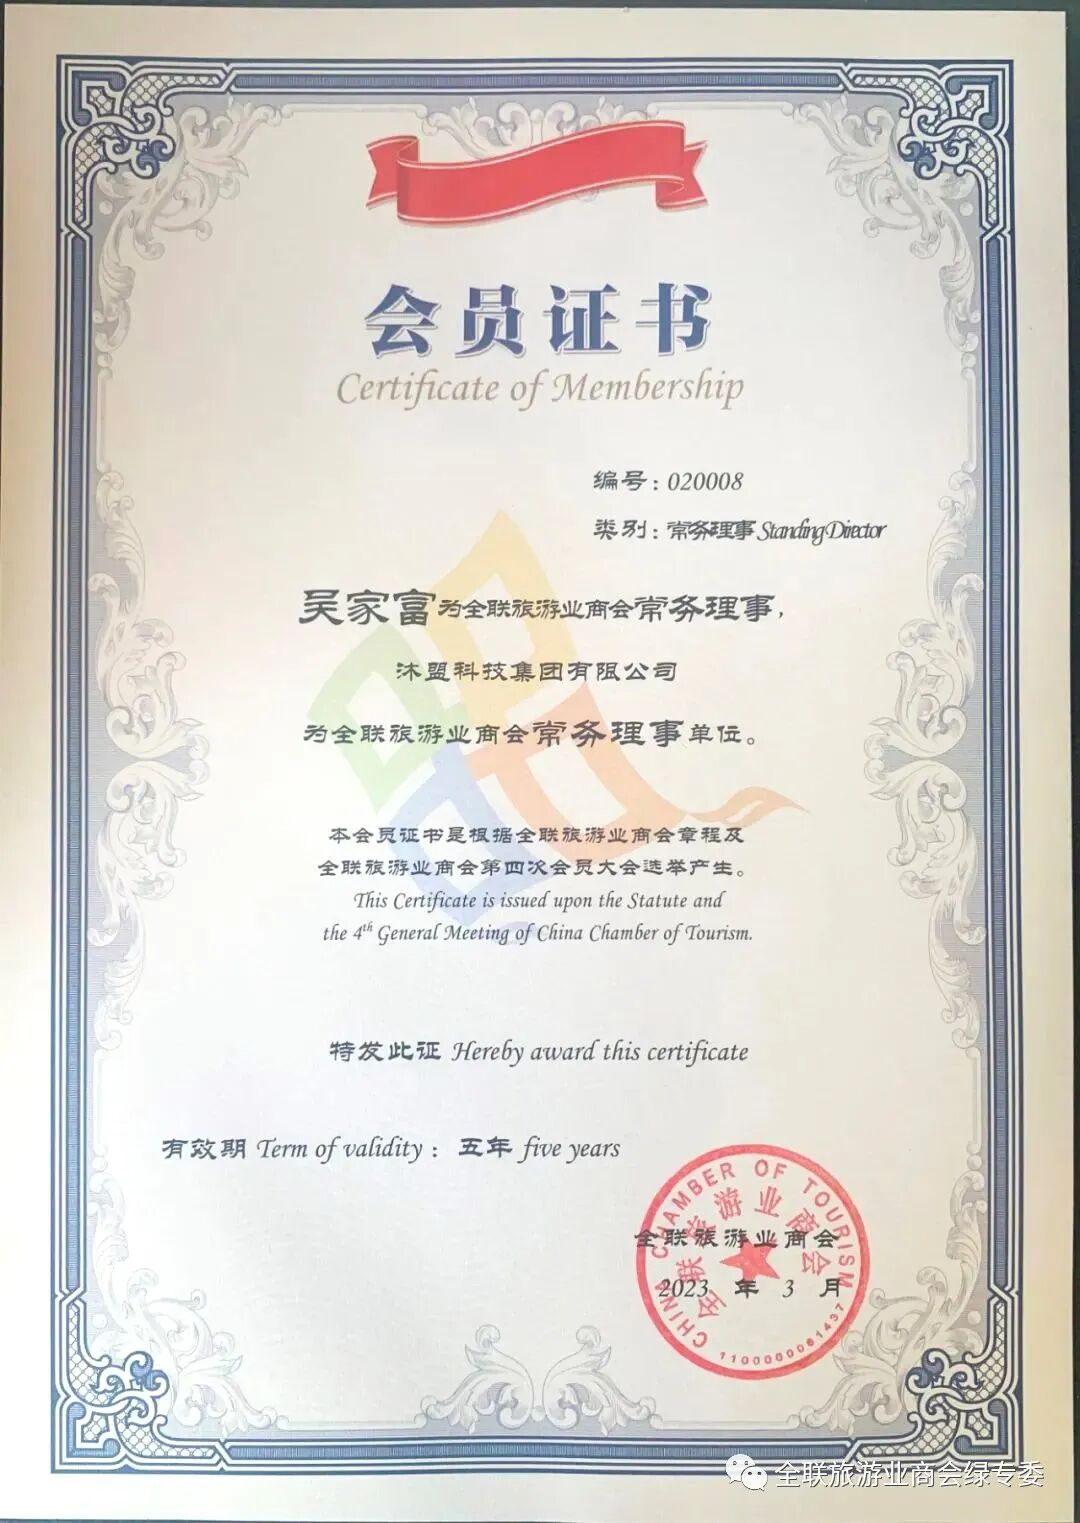 会员证书
Certificate of Membership
编号：020008
类别：常务理事 Standing Director
吴家富为全联旅游业商会常务理事，
沐盟科技集团有限公司
为全联旅游业商会常务理事单位。
本会员证书是根据全联旅游业商会章程及
全联旅游业商会第四次会员大会选举产生。
This Certificate is issued upon the Statute and
the 4th General Meeting of China Chamber of Tourism.
特发此证 Hereby award this certificate
有效期 Term of validity：五年 five years
CHINA CHAMBER OF TOURISM
全联旅游业商会
全联旅游业商会
2023 年 3 月
1100000081437
全联旅游业商会绿专委